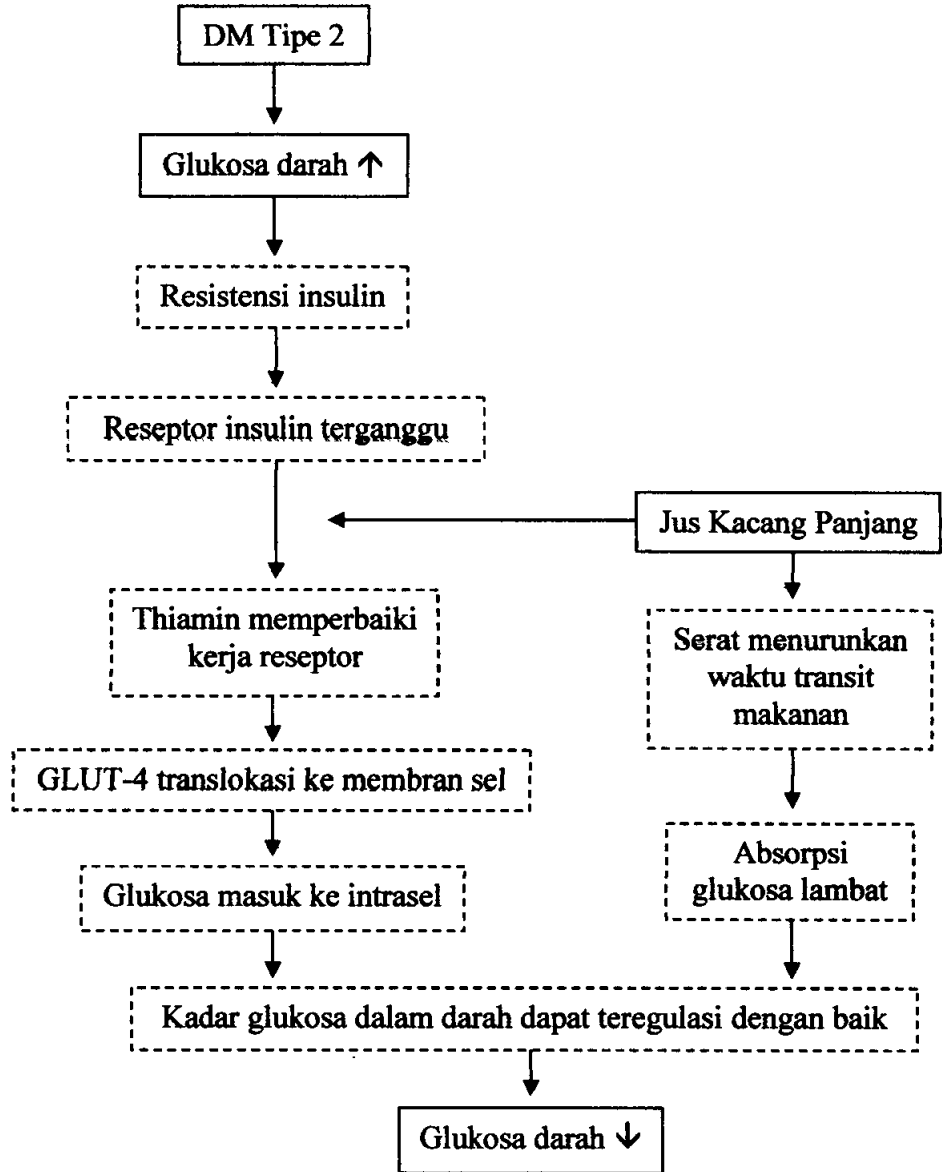 DM Tipe 2
Glukosa darah ↑
Resistensi insulin
Reseptor insulin terganggu
Jus Kacang Panjang
Thiamin memperbaiki
kerja reseptor
Serat menurunkan
waktu transit
makanan
GLUT-4 translokasi ke membran sel
Absorpsi
glukosa lambat
Glukosa masuk ke intrasel
Kadar glukosa dalam darah dapat teregulasi dengan baik
Glukosa darah ↓